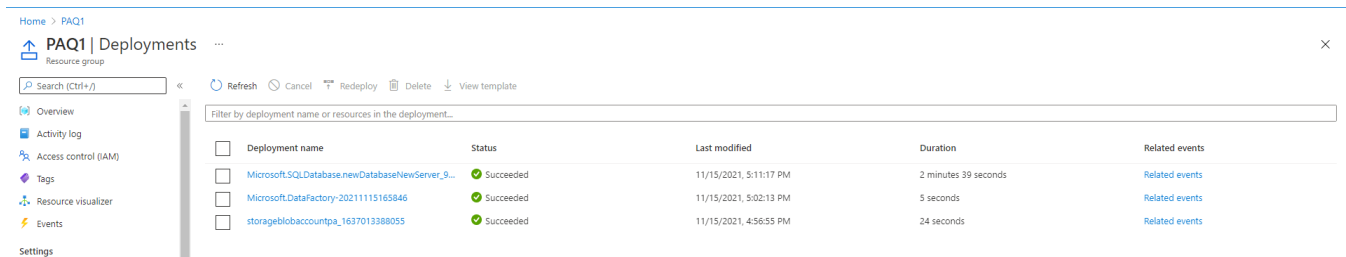 Home > PAQ1
PAQ1 | Deployments ...
Resource group
Search (Ctrl+/)
«
Refresh Cancel Redeploy Delete View template
Overview
Activity log
Access control (IAM)
Tags
Resource visualizer
Events
Settings
Filter by deployment name or resources in the deployment...
Deployment name Status Last modified Duration Related events
Microsoft.SQLDatabase.newDatabaseNewServer_9... Succeeded 11/15/2021, 5:11:17 PM 2 minutes 39 seconds Related events
Microsoft.DataFactory-20211115165846 Succeeded 11/15/2021, 5:02:13 PM 5 seconds Related events
storageblobaccountpa_1637013388055 Succeeded 11/15/2021, 4:56:55 PM 24 seconds Related events